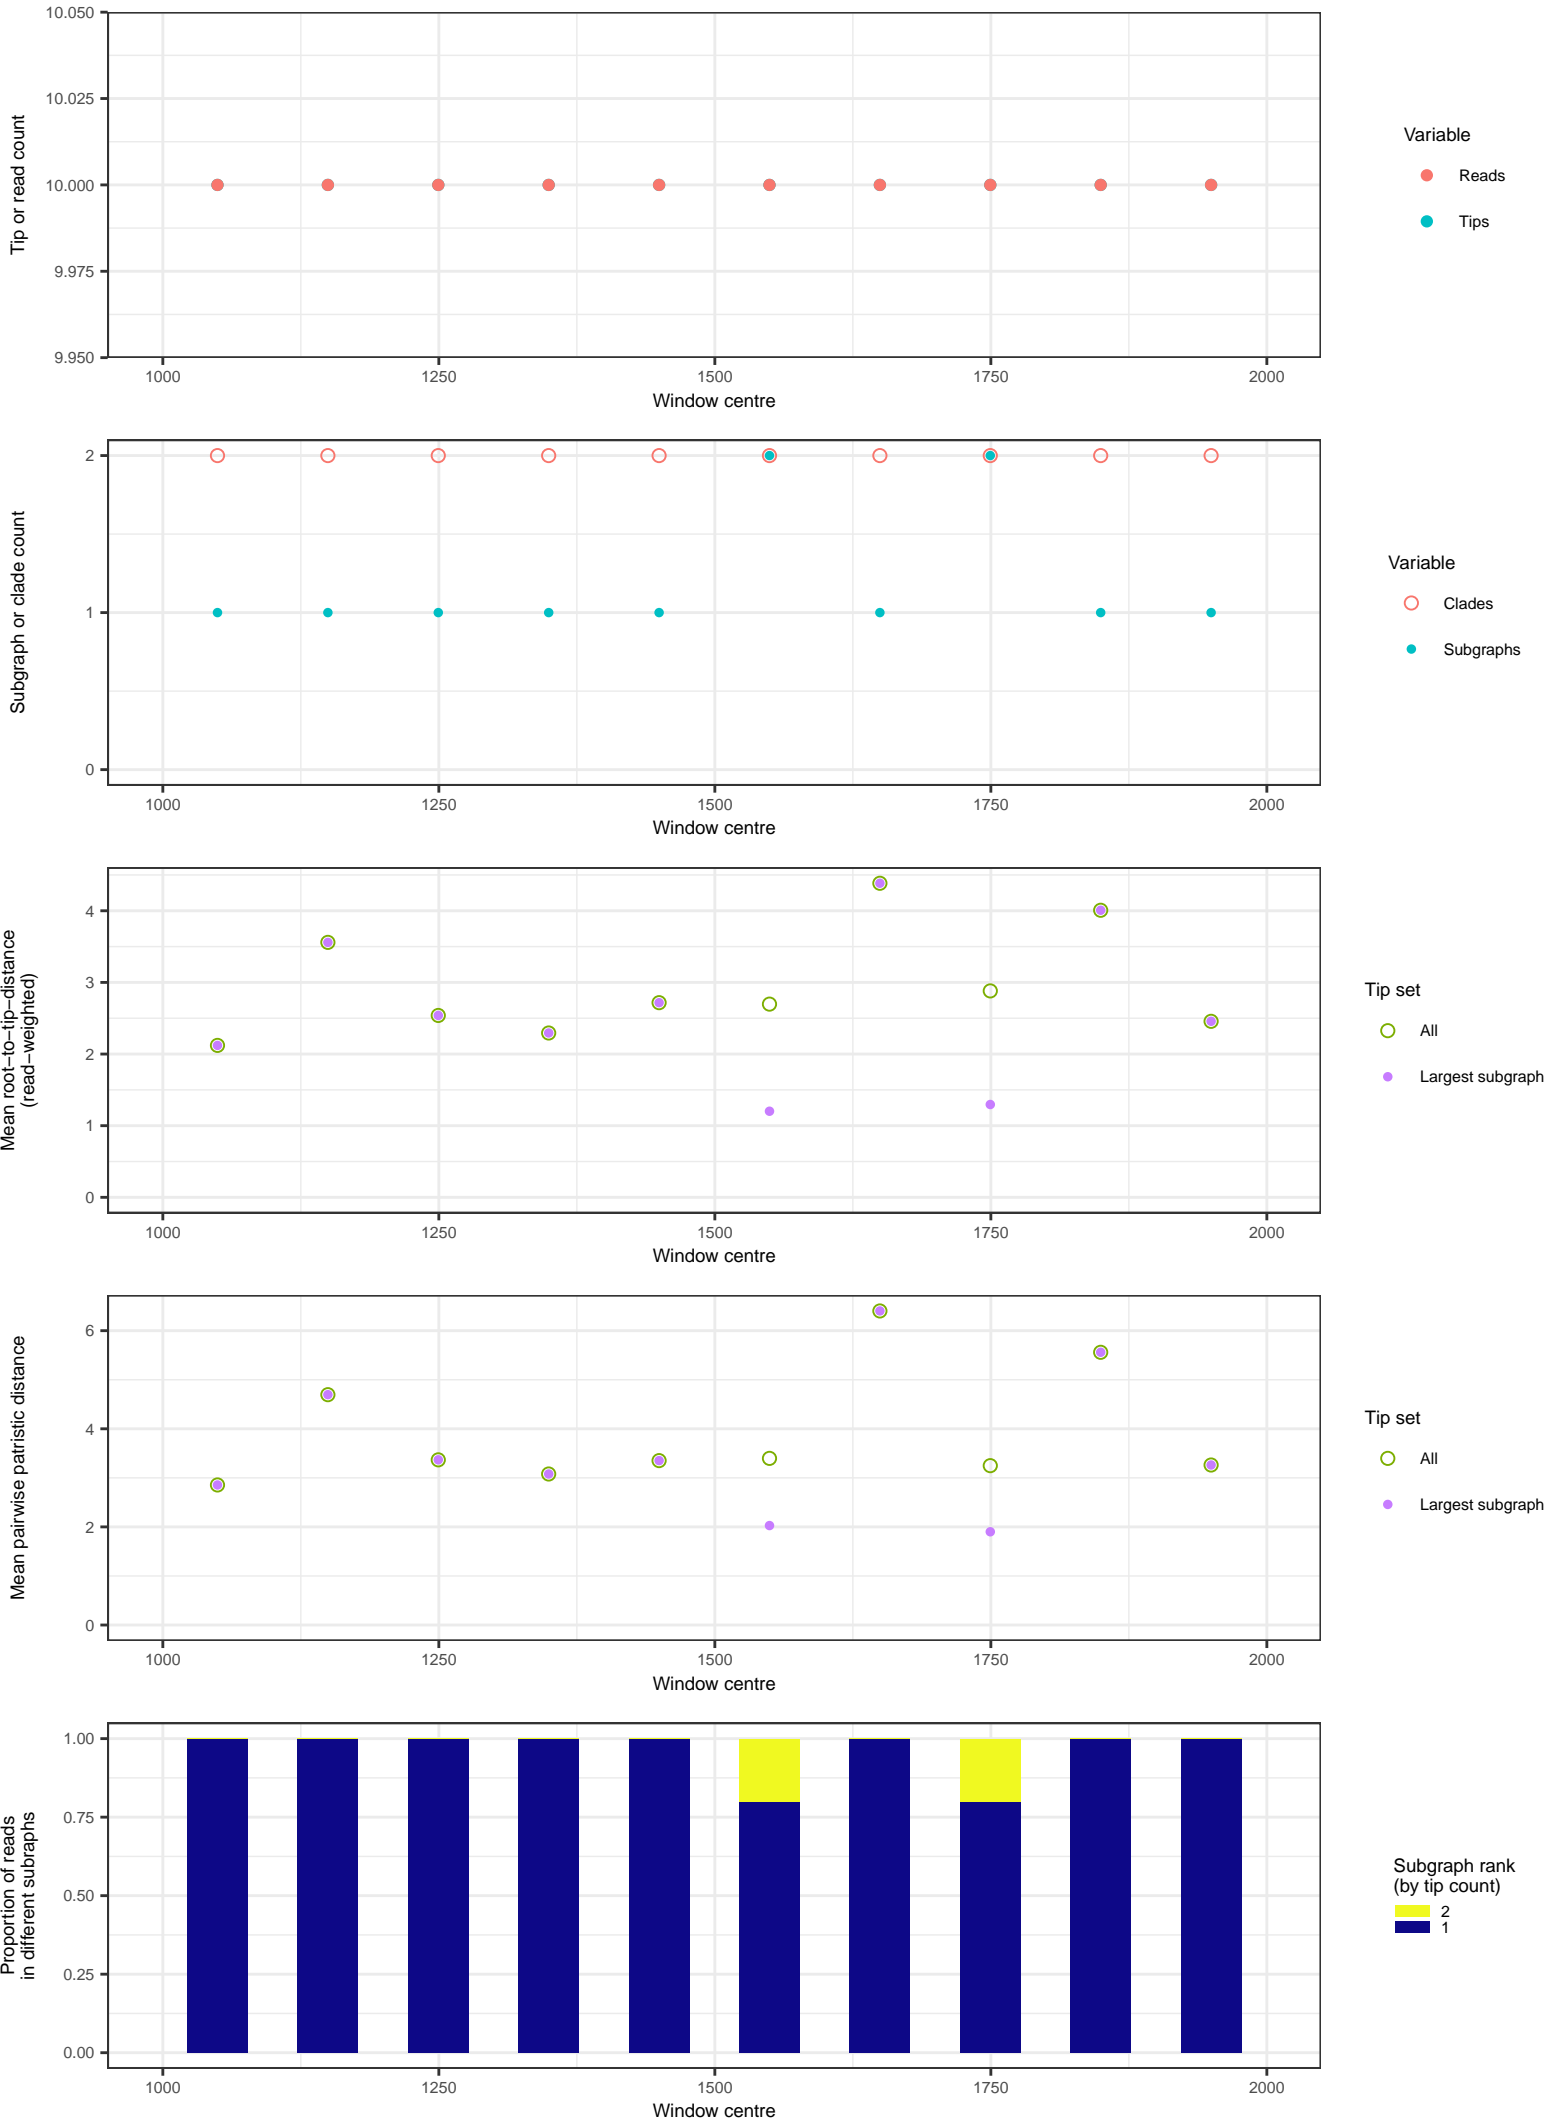 10.050
10.025
10.000
9.975
9.950
Tip or read count
1000 1250 1500 1750 2000
Window centre
Variable
Reads
Tips
2
1
0
Subgraph or clade count
1000 1250 1500 1750 2000
Window centre
Variable
Clades
Subgraphs
4
3
2
1
0
Mean root−to−tip−distance
(read−weighted)
1000 1250 1500 1750 2000
Window centre
Tip set
All
Largest subgraph
6
4
2
0
Mean pairwise patristic distance
1000 1250 1500 1750 2000
Window centre
Tip set
All
Largest subgraph
1.00
0.75
0.50
0.25
0.00
Proportion of reads
in different subraphs
1000 1250 1500 1750 2000
Window centre
Subgraph rank
(by tip count)
2
1